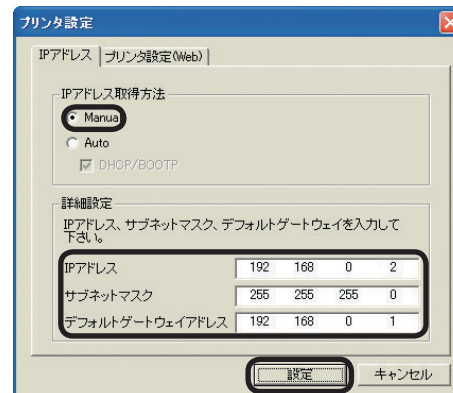 プリンタ設定
IPアドレス プリンタ設定(Web)
IPアドレス取得方法
Manual
Auto
DHCP/BOOTP
詳細設定
IPアドレス、サブネットマスク、デフォルトゲートウェイを入力して
下さい。
IPアドレス 192 168 0 2
サブネットマスク 255 255 255 0
デフォルトゲートウェイアドレス 192 168 0 1
設定 キャンセル